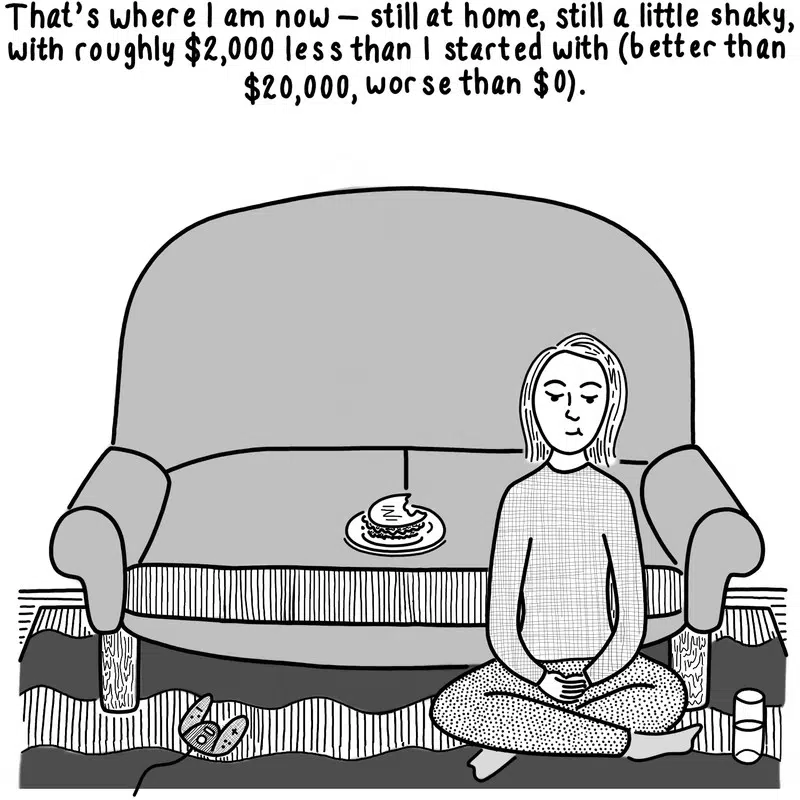 That's where I am now – still at home, still a little shaky,
with roughly $2,000 less than I started with (better than
$20,000, worse than $0).